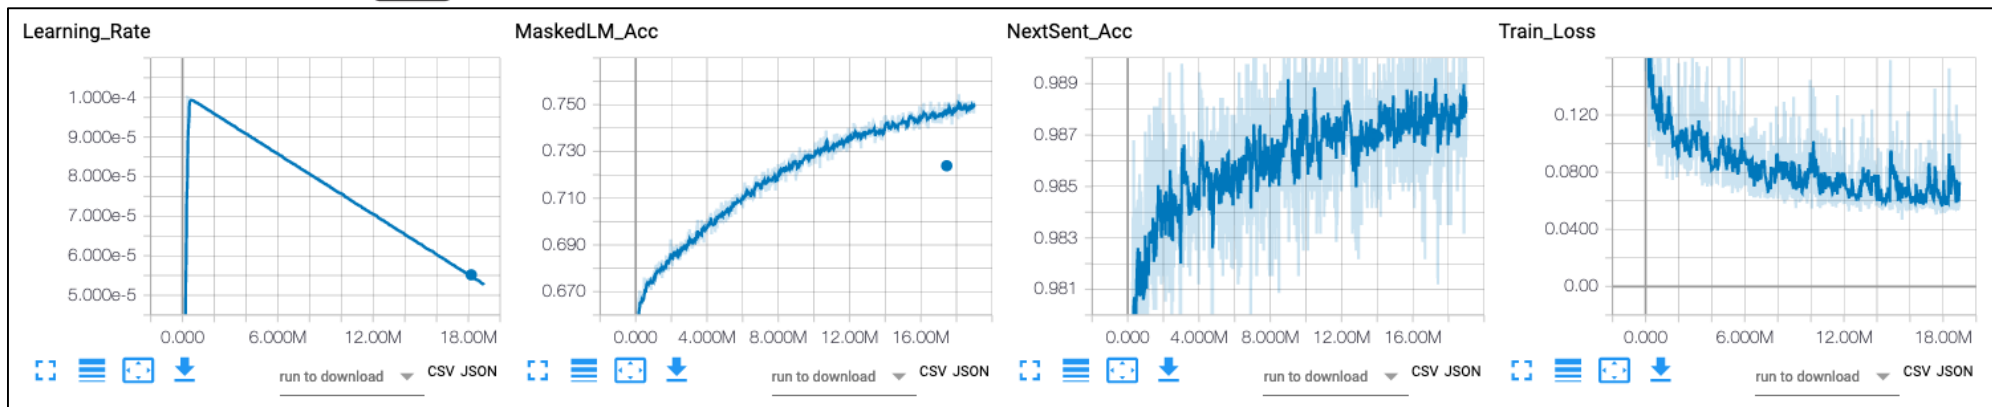 Learning_Rate
1.000e-4
9.000e-5
8.000e-5
7.000e-5
6.000e-5
5.000e-5
0.000 6.000M 12.00M 18.00M
run to download CSV JSON
MaskedLM_Acc
0.750
0.730
0.710
0.690
0.670
0.000 4.000M 8.000M 12.00M 16.00M
run to download CSV JSON
NextSent_Acc
0.989
0.987
0.985
0.983
0.981
0.000 4.000M 8.000M 12.00M 16.00M
run to download CSV JSON
Train_Loss
0.120
0.0800
0.0400
0.00
0.000 6.000M 12.00M 18.00M
run to download CSV JSON